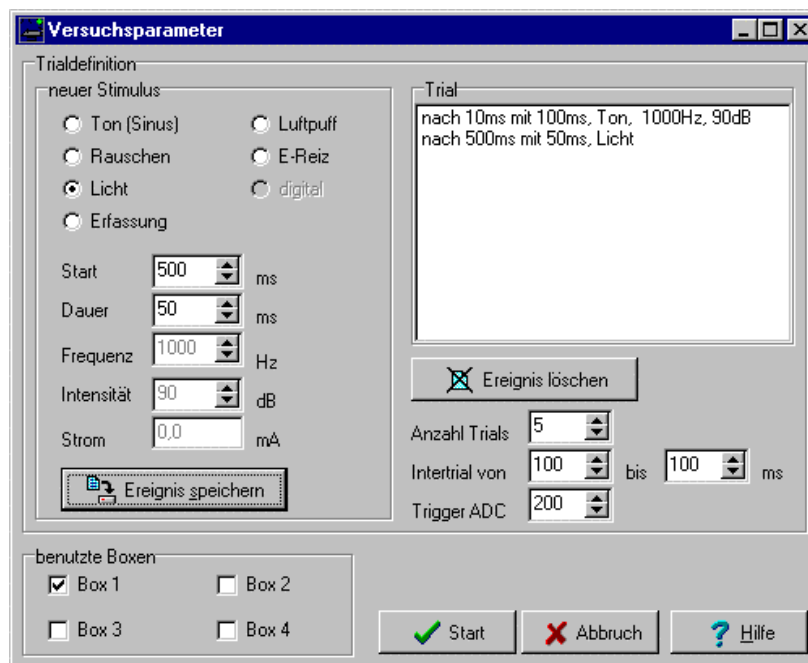 Versuchsparameter
Trialdefinition
neuer Stimulus
Ton (Sinus)
Luftpuff
Rauschen
E-Reiz
Licht
digital
Erfassung
Start 500 ms
Dauer 50 ms
Frequenz 1000 Hz
Intensität 90 dB
Strom 0,0 mA
Ereignis speichern
Trial
nach 10ms mit 100ms, Ton, 1000Hz, 90dB
nach 500ms mit 50ms, Licht
Ereignis löschen
Anzahl Trials 5
Intertrial von 100 bis 100 ms
Trigger ADC 200
benutzte Boxen
Box 1
Box 2
Box 3
Box 4
Start
Abbruch
Hilfe